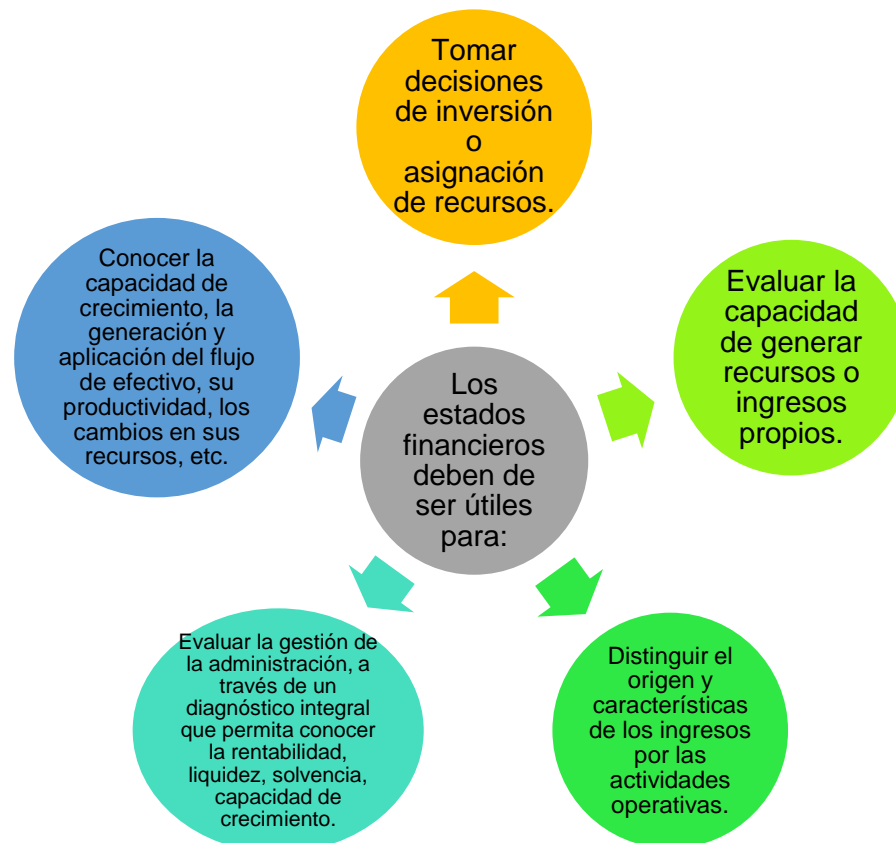 Tomar
decisiones
de inversión
o
asignación
de recursos.
Evaluar la
capacidad
de generar
recursos o
ingresos
propios.
Distinguir el
origen y
características
de los ingresos
por las
actividades
operativas.
Evaluar la gestión de
la administración, a
través de un
diagnóstico integral
que permita conocer
la rentabilidad,
liquidez, solvencia,
capacidad de
crecimiento.
Conocer la
capacidad de
crecimiento, la
generación y
aplicación del flujo
de efectivo, su
productividad, los
cambios en sus
recursos, etc.
Los
estados
financieros
deben de
ser útiles
para: